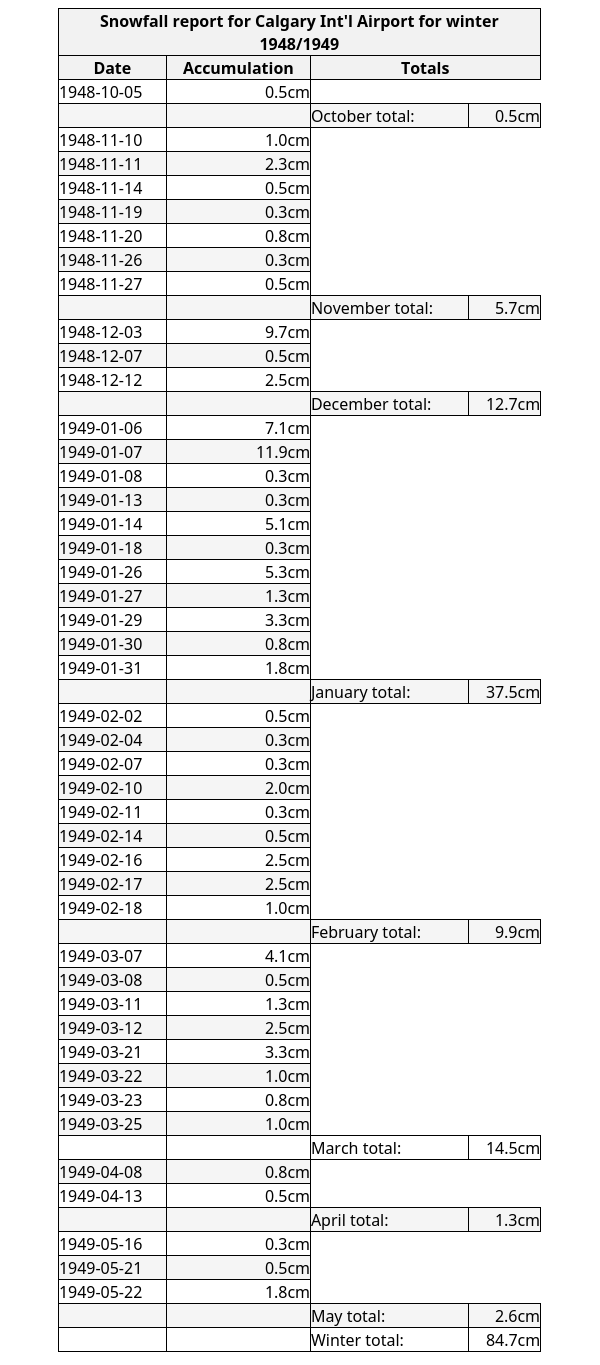 Snowfall report for Calgary Int'l Airport for winter
1948/1949
Date Accumulation Totals
1948-10-05 0.5cm
October total: 0.5cm
1948-11-10 1.0cm
1948-11-11 2.3cm
1948-11-14 0.5cm
1948-11-19 0.3cm
1948-11-20 0.8cm
1948-11-26 0.3cm
1948-11-27 0.5cm
November total: 5.7cm
1948-12-03 9.7cm
1948-12-07 0.5cm
1948-12-12 2.5cm
December total: 12.7cm
1949-01-06 7.1cm
1949-01-07 11.9cm
1949-01-08 0.3cm
1949-01-13 0.3cm
1949-01-14 5.1cm
1949-01-18 0.3cm
1949-01-26 5.3cm
1949-01-27 1.3cm
1949-01-29 3.3cm
1949-01-30 0.8cm
1949-01-31 1.8cm
January total: 37.5cm
1949-02-02 0.5cm
1949-02-04 0.3cm
1949-02-07 0.3cm
1949-02-10 2.0cm
1949-02-11 0.3cm
1949-02-14 0.5cm
1949-02-16 2.5cm
1949-02-17 2.5cm
1949-02-18 1.0cm
February total: 9.9cm
1949-03-07 4.1cm
1949-03-08 0.5cm
1949-03-11 1.3cm
1949-03-12 2.5cm
1949-03-21 3.3cm
1949-03-22 1.0cm
1949-03-23 0.8cm
1949-03-25 1.0cm
March total: 14.5cm
1949-04-08 0.8cm
1949-04-13 0.5cm
April total: 1.3cm
1949-05-16 0.3cm
1949-05-21 0.5cm
1949-05-22 1.8cm
May total: 2.6cm
Winter total: 84.7cm